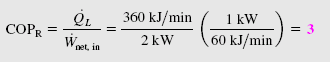 COP_R = Q̇_L / Ẇ_net, in = 360 kJ/min / 2 kW (1 kW / 60 kJ/min) = 3